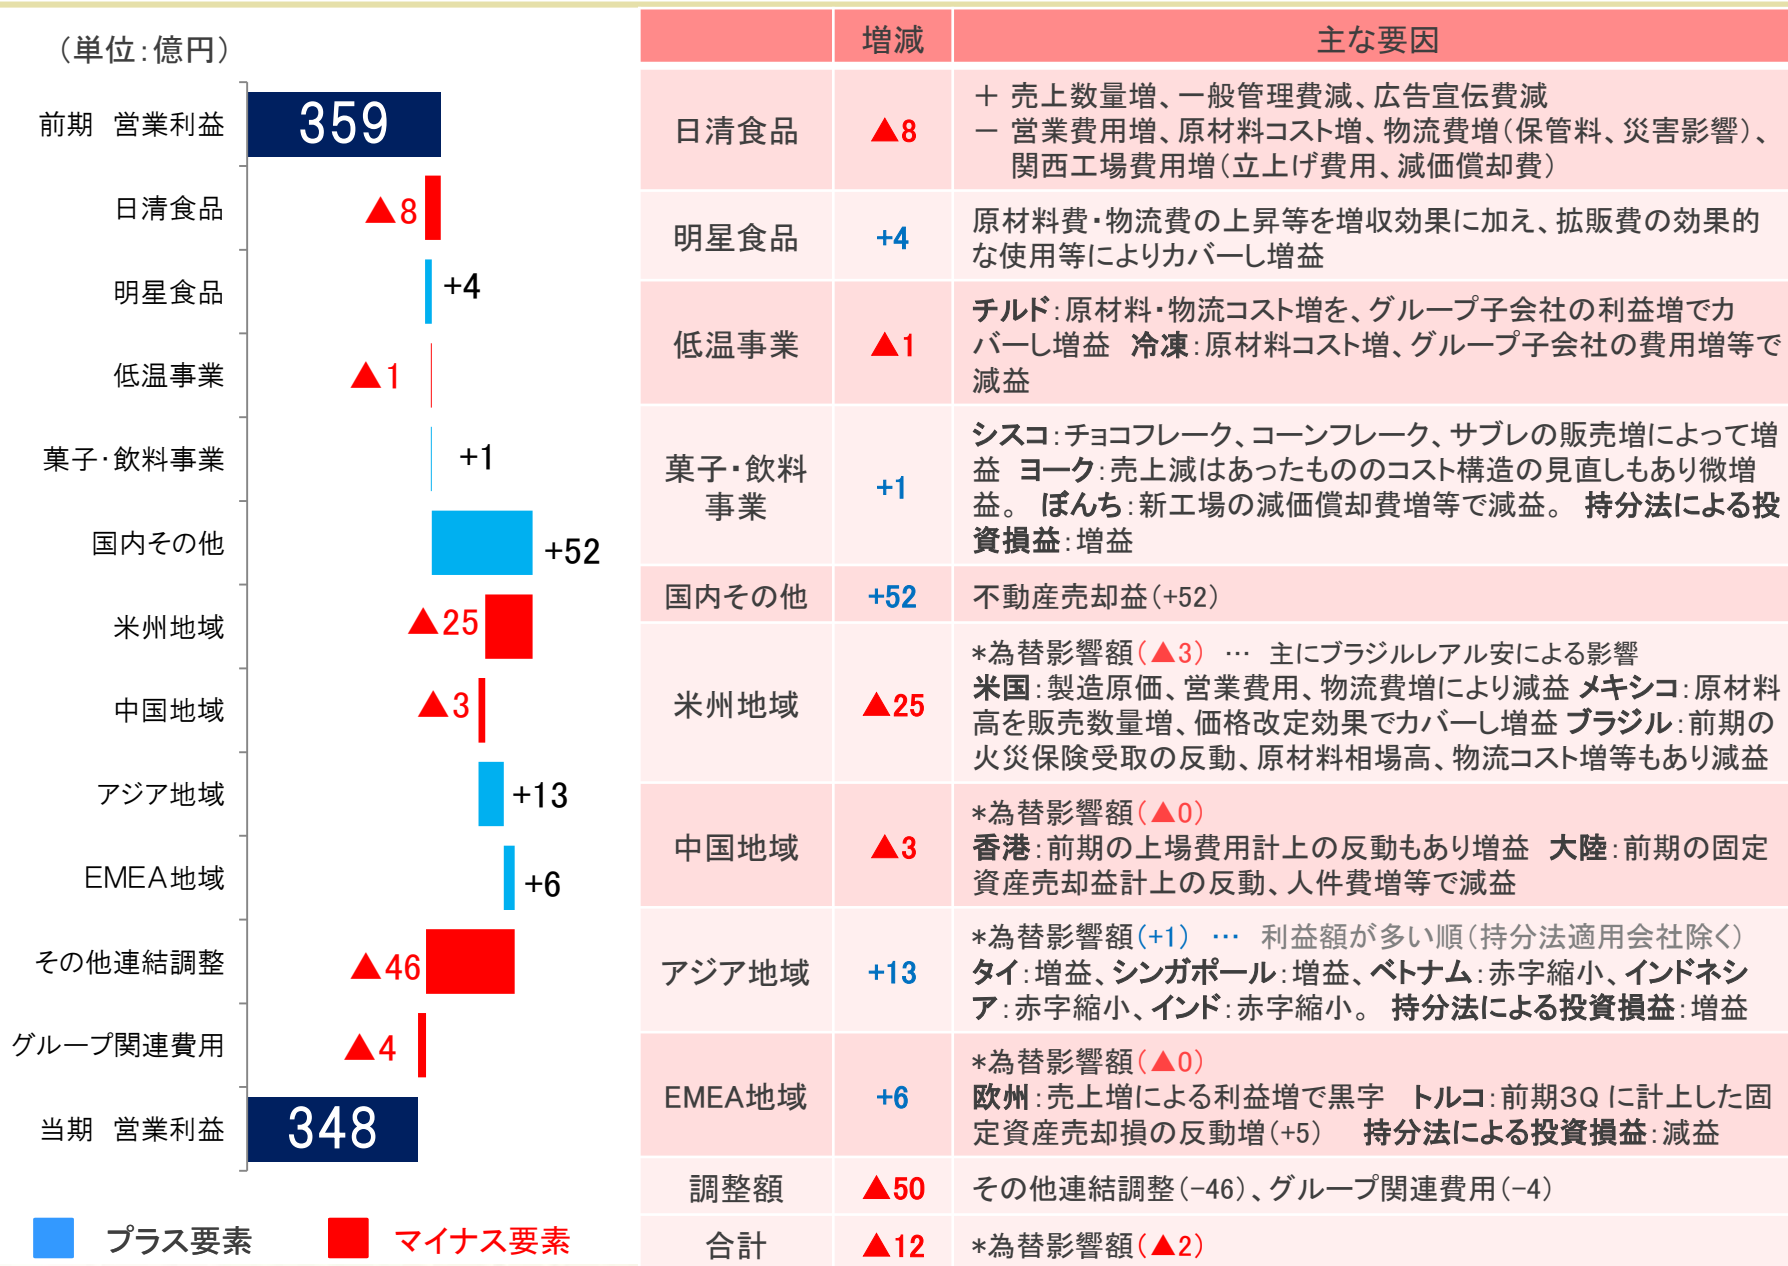 （単位：億円）
前期　営業利益
359
日清食品
▲8
明星食品
+4
低温事業
▲1
菓子・飲料事業
+1
国内その他
+52
米州地域
▲25
中国地域
▲3
アジア地域
+13
EMEA地域
+6
その他連結調整
▲46
グループ関連費用
▲4
当期　営業利益
348
プラス要素
マイナス要素
増減
主な要因
日清食品
▲8
＋ 売上数量増、一般管理費減、広告宣伝費減
－ 営業費用増、原材料コスト増、物流費増（保管料、災害影響）、
関西工場費用増（立上げ費用、減価償却費）
明星食品
+4
原材料費・物流費の上昇等を増収効果に加え、拡販費の効果的
な使用等によりカバーし増益
低温事業
▲1
チルド：原材料・物流コスト増を、グループ子会社の利益増でカ
バーし増益　冷凍：原材料コスト増、グループ子会社の費用増等で
減益
菓子・飲料
事業
+1
シスコ：チョコフレーク、コーンフレーク、サブレの販売増によって増
益　ヨーク：売上減はあったもののコスト構造の見直しもあり微増
益。　ぼんち：新工場の減価償却費増等で減益。　持分法による投
資損益：増益
国内その他
+52
不動産売却益（+52）
米州地域
▲25
*為替影響額（▲3）　…　主にブラジルレアル安による影響
米国：製造原価、営業費用、物流費増により減益 メキシコ：原材料
高を販売数量増、価格改定効果でカバーし増益 ブラジル：前期の
火災保険受取の反動、原材料相場高、物流コスト増等もあり減益
中国地域
▲3
*為替影響額（▲0）
香港：前期の上場費用計上の反動もあり増益　大陸：前期の固定
資産売却益計上の反動、人件費増等で減益
アジア地域
+13
*為替影響額（+1）　…　利益額が多い順（持分法適用会社除く）
タイ：増益、シンガポール：増益、ベトナム：赤字縮小、インドネシ
ア：赤字縮小、インド：赤字縮小。　持分法による投資損益：増益
EMEA地域
+6
*為替影響額（▲0）
欧州：売上増による利益増で黒字　トルコ：前期3Q に計上した固
定資産売却損の反動増（+5）　持分法による投資損益：減益
調整額
▲50
その他連結調整（-46）、グループ関連費用（-4）
合計
▲12
*為替影響額（▲2）